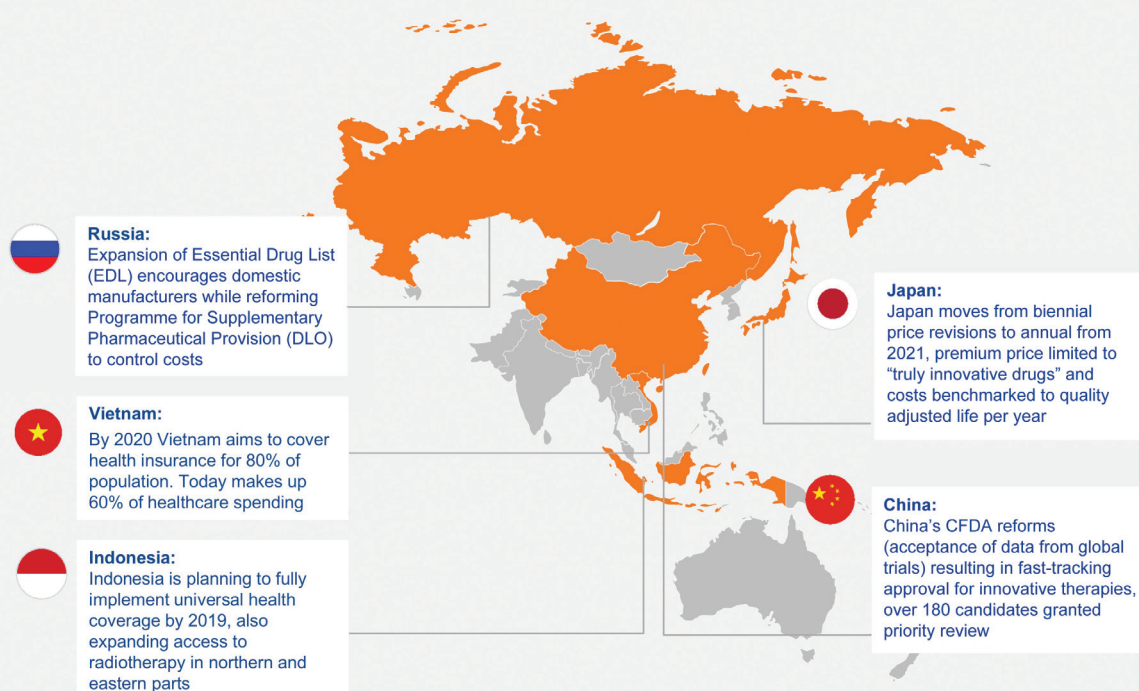 Russia:
Expansion of Essential Drug List
(EDL) encourages domestic
manufacturers while reforming
Programme for Supplementary
Pharmaceutical Provision (DLO)
to control costs
Vietnam:
By 2020 Vietnam aims to cover
health insurance for 80% of
population. Today makes up
60% of healthcare spending
Indonesia:
Indonesia is planning to fully
implement universal health
coverage by 2019, also
expanding access to
radiotherapy in northern and
eastern parts
Japan:
Japan moves from biennial
price revisions to annual from
2021, premium price limited to
“truly innovative drugs” and
costs benchmarked to quality
adjusted life per year
China:
China’s CFDA reforms
(acceptance of data from global
trials) resulting in fast-tracking
approval for innovative therapies,
over 180 candidates granted
priority review